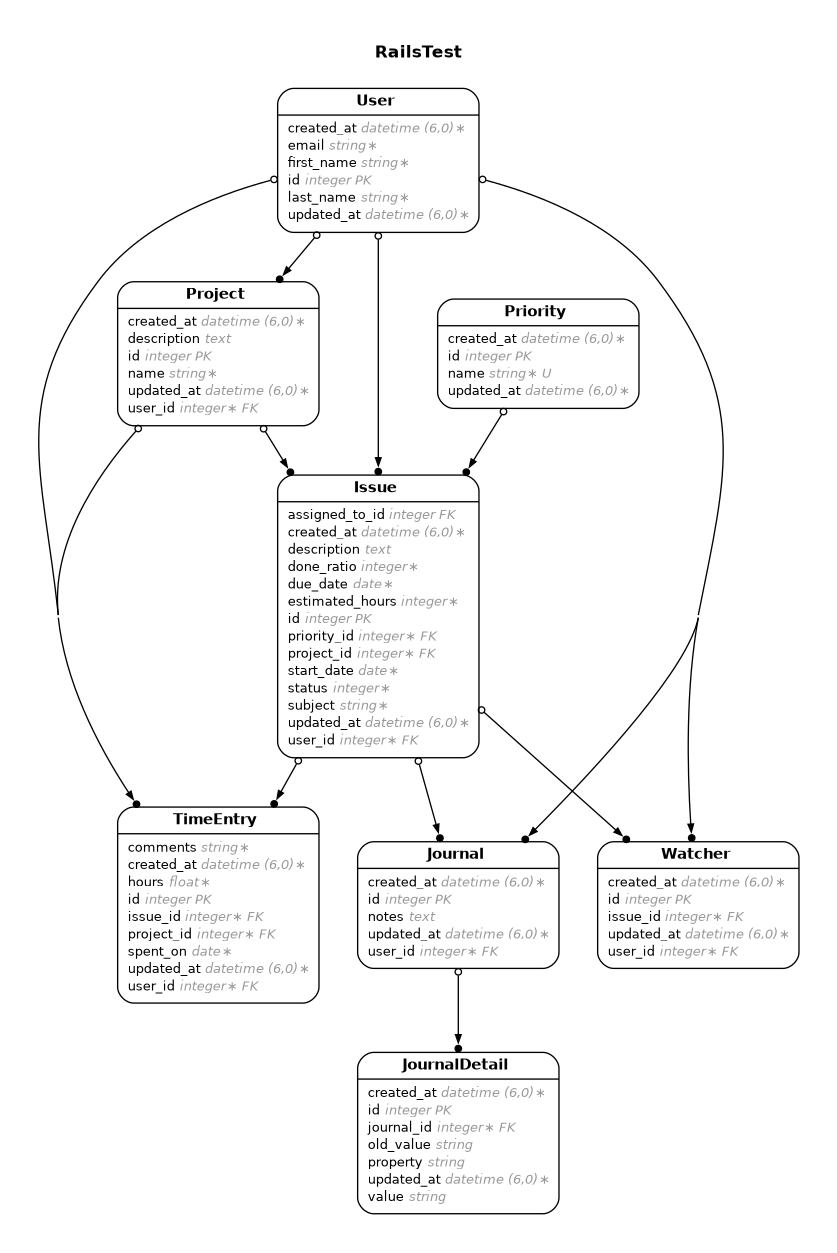 RailsTest
User
created_at datetime (6,0)∗
email string∗
first_name string∗
id integer PK
last_name string∗
updated_at datetime (6,0)∗
Project
created_at datetime (6,0)∗
description text
id integer PK
name string∗
updated_at datetime (6,0)∗
user_id integer∗ FK
Priority
created_at datetime (6,0)∗
id integer PK
name string∗ U
updated_at datetime (6,0)∗
Issue
assigned_to_id integer FK
created_at datetime (6,0)∗
description text
done_ratio integer∗
due_date date∗
estimated_hours integer∗
id integer PK
priority_id integer∗ FK
project_id integer∗ FK
start_date date∗
status integer∗
subject string∗
updated_at datetime (6,0)∗
user_id integer∗ FK
TimeEntry
comments string∗
created_at datetime (6,0)∗
hours float∗
id integer PK
issue_id integer∗ FK
project_id integer∗ FK
spent_on date∗
updated_at datetime (6,0)∗
user_id integer∗ FK
Journal
created_at datetime (6,0)∗
id integer PK
notes text
updated_at datetime (6,0)∗
user_id integer∗ FK
Watcher
created_at datetime (6,0)∗
id integer PK
issue_id integer∗ FK
updated_at datetime (6,0)∗
user_id integer∗ FK
JournalDetail
created_at datetime (6,0)∗
id integer PK
journal_id integer∗ FK
old_value string
property string
updated_at datetime (6,0)∗
value string